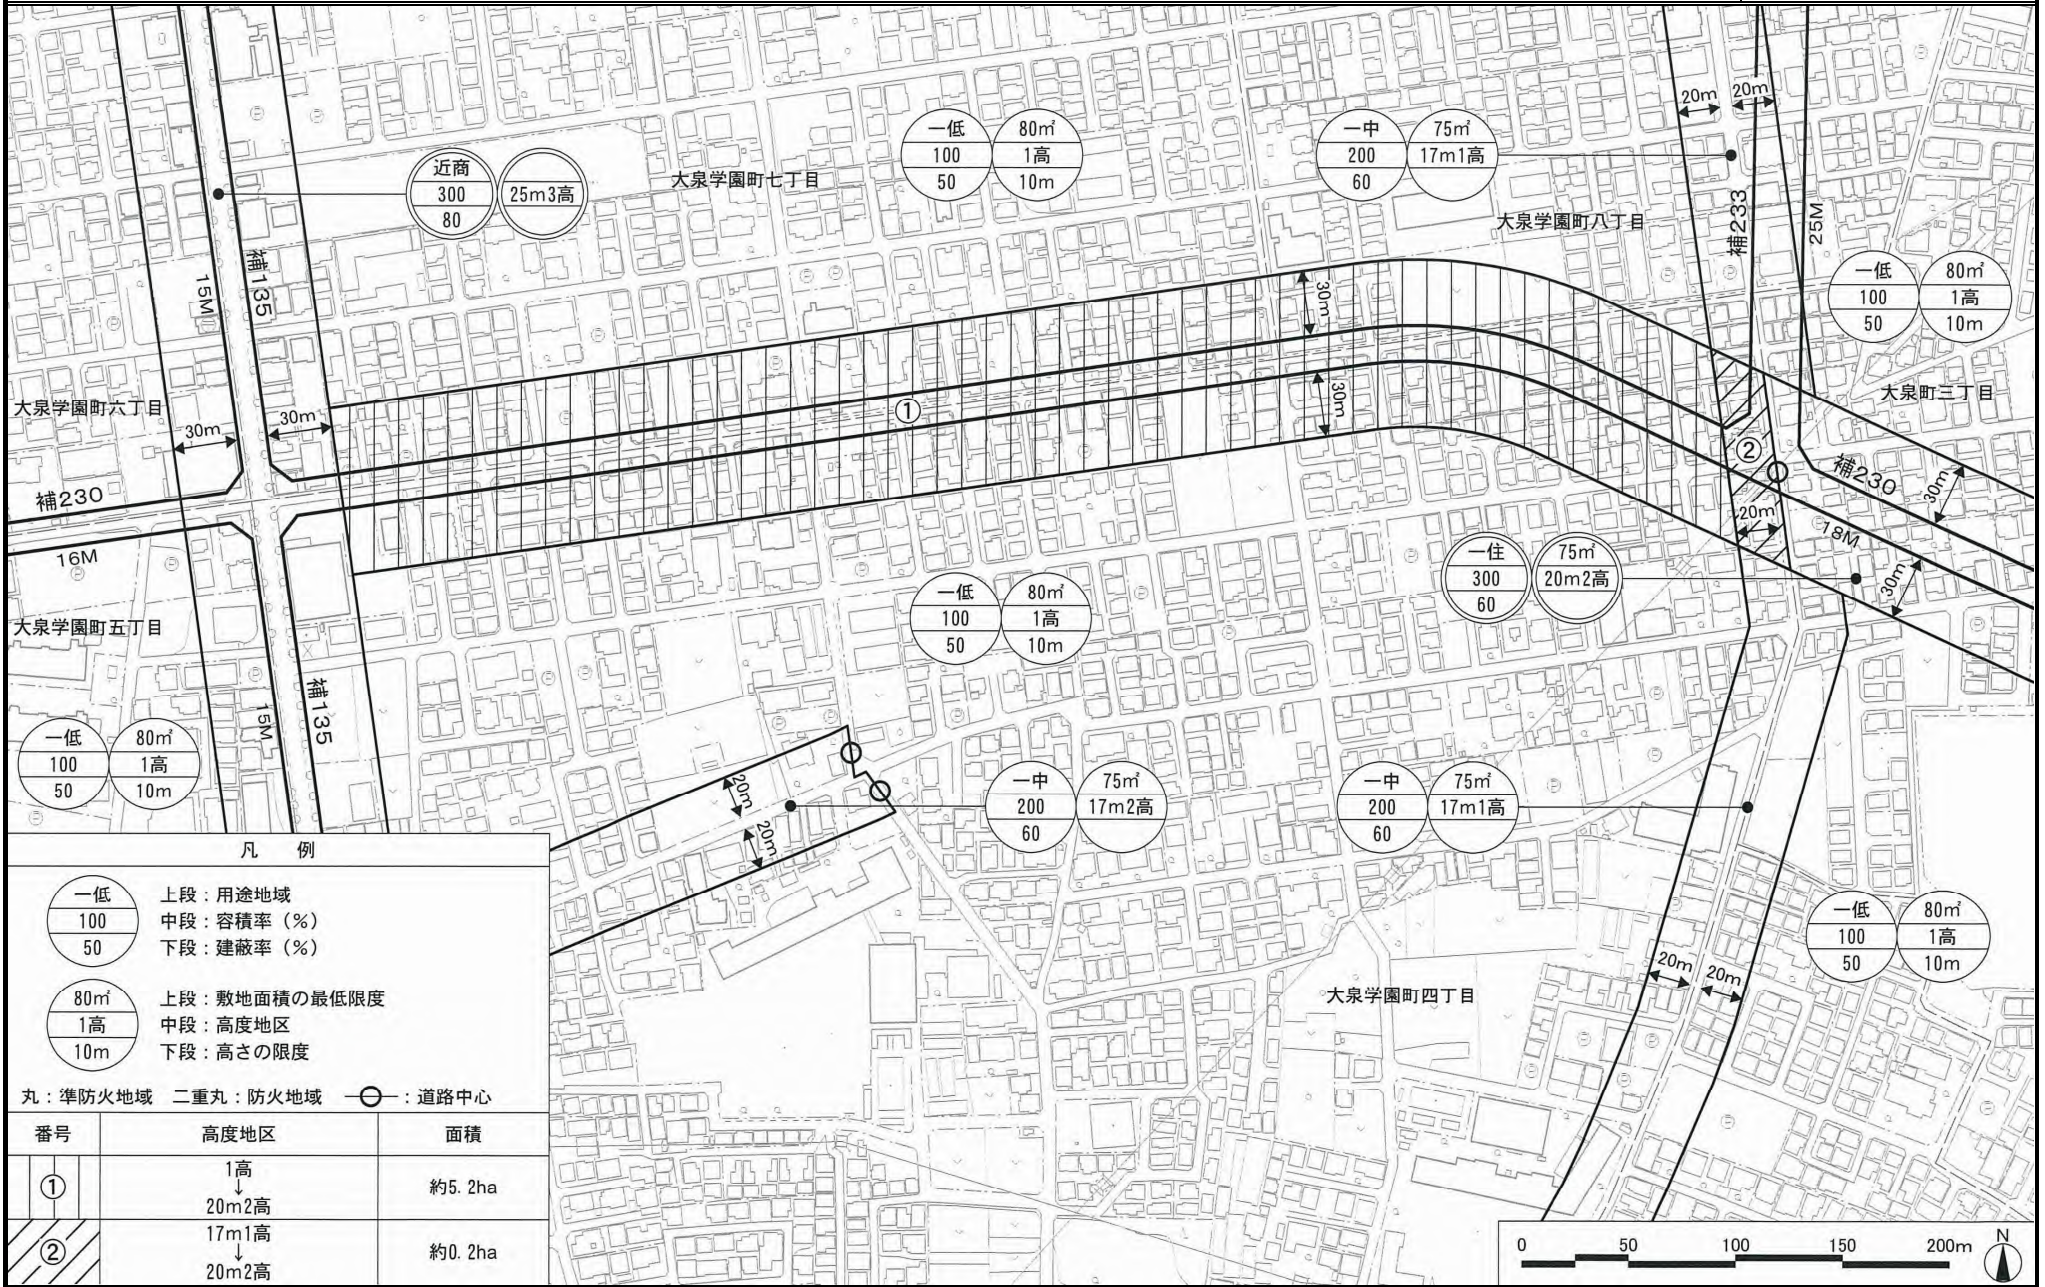 20m
20m
一低
100
50
80㎡
1高
10m
一中
200
60
75㎡
17m1高
近商
300
80
25m3高
大泉学園町七丁目
大泉学園町八丁目
補233
25M
15M
補135
一低
100
50
80㎡
1高
10m
30m
30m
大泉学園町六丁目
30m
30m
①
大泉町三丁目
②
補230
30m
補230
16M
20m
18M
30m
一住
300
60
75㎡
20m2高
一低
100
50
80㎡
1高
10m
大泉学園町五丁目
補135
15M
一低
100
50
80㎡
1高
10m
20m
20m
一中
200
60
75㎡
17m2高
一中
200
60
75㎡
17m1高
一低
100
50
80㎡
1高
10m
20m
20m
大泉学園町四丁目
凡 例
一低
100
50
上段:用途地域
中段:容積率(%)
下段:建蔽率(%)
80㎡
1高
10m
上段:敷地面積の最低限度
中段:高度地区
下段:高さの限度
丸:準防火地域 二重丸:防火地域 :道路中心
番号 高度地区 面積
① 1高
↓
20m2高
約5.2ha
② 17m1高
↓
20m2高
約0.2ha
0 50 100 150 200m
N